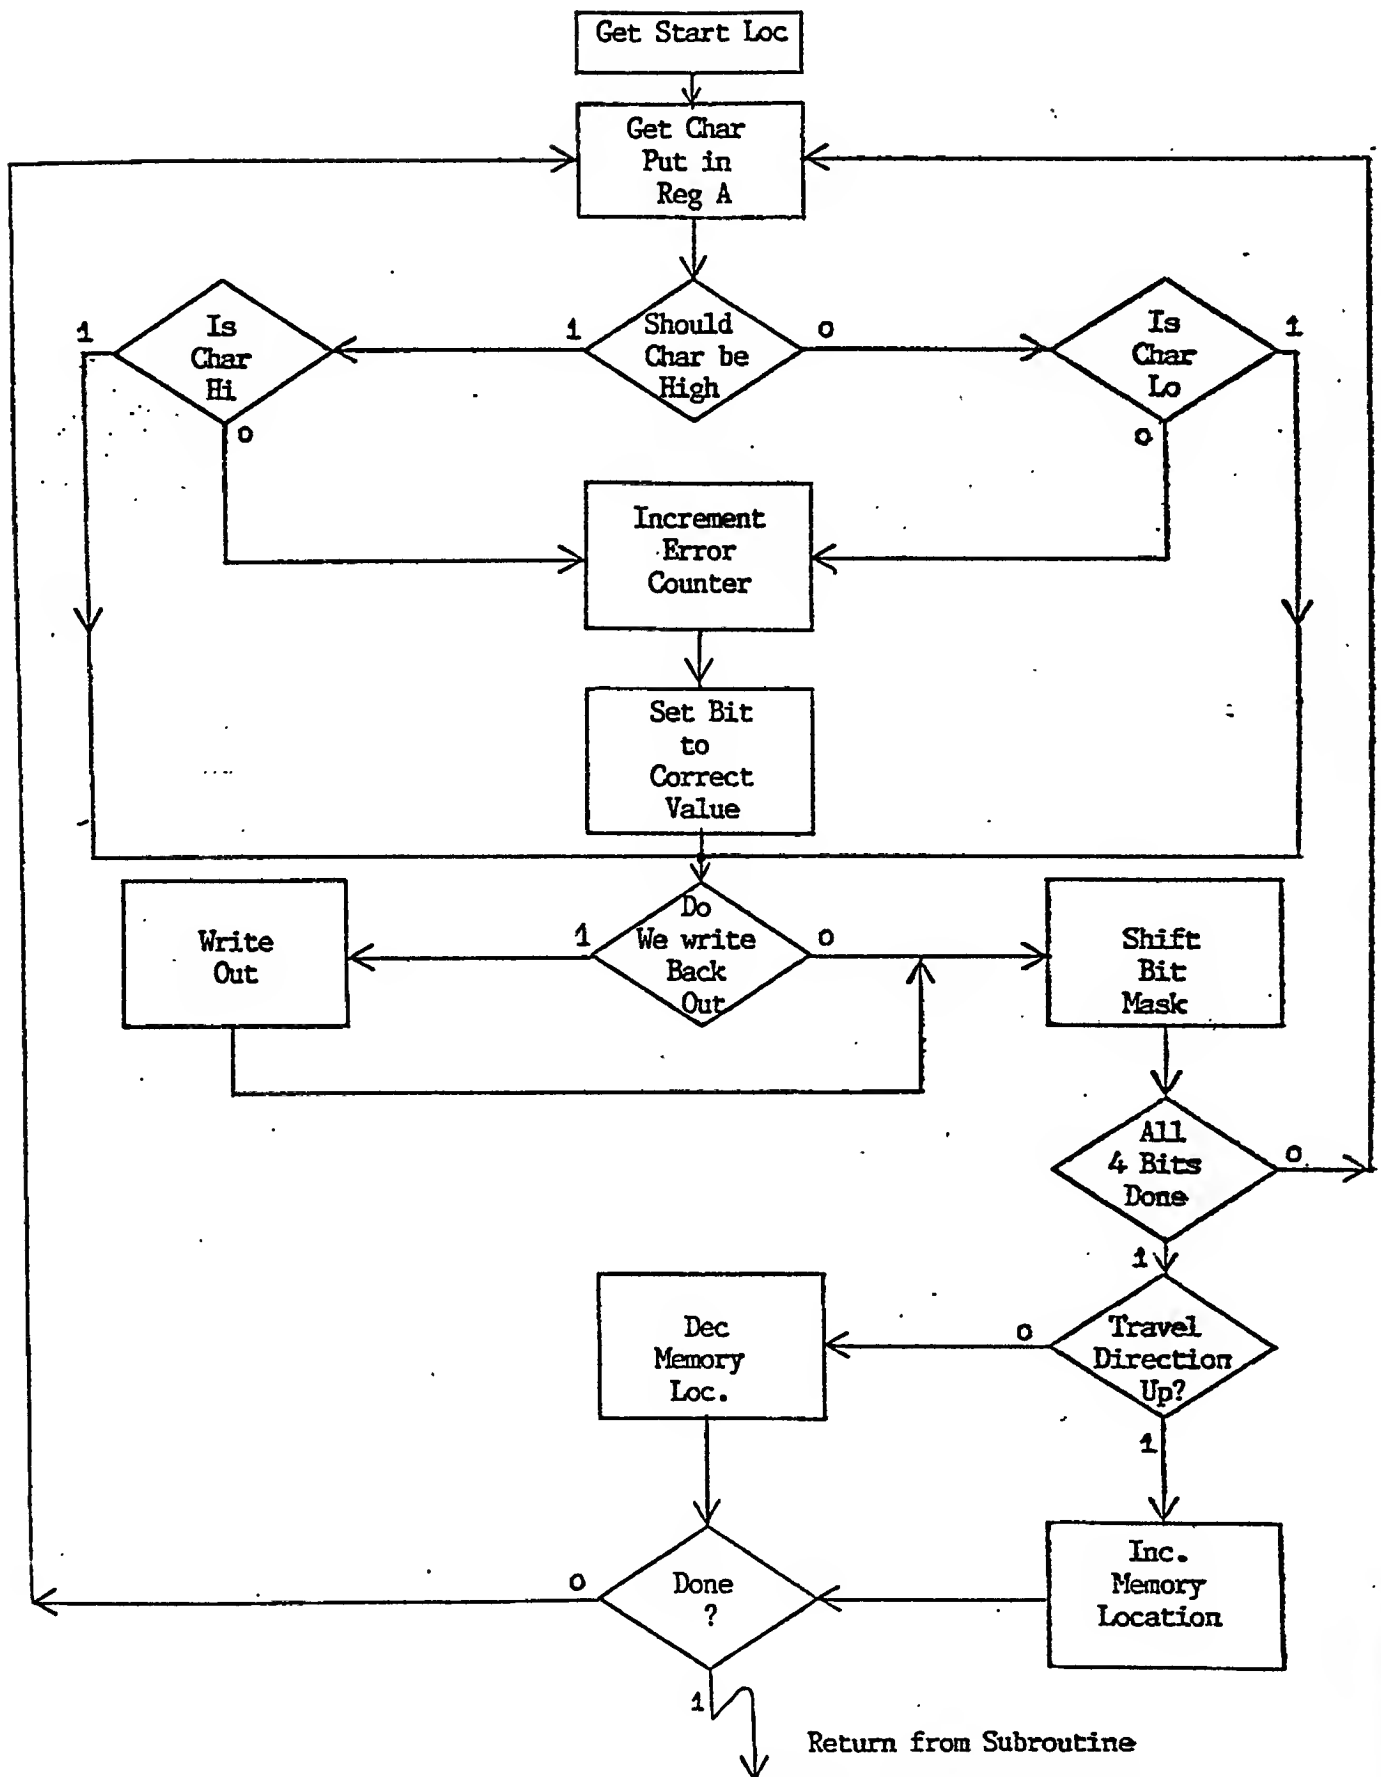 Get Start Loc
Get Char
Put in
Reg A
1
Is
Char
Hi
0
1
Should
Char be
High
0
Is
Char
Lo
1
0
Increment
Error
Counter
Set Bit
to
Correct
Value
Write
Out
1
Do
We write
Back
Out
0
Shift
Bit
Mask
All
4 Bits
Done
0
1
Dec
Memory
Loc.
0
Travel
Direction
Up?
1
0
Done
?
1
Inc.
Memory
Location
Return from Subroutine